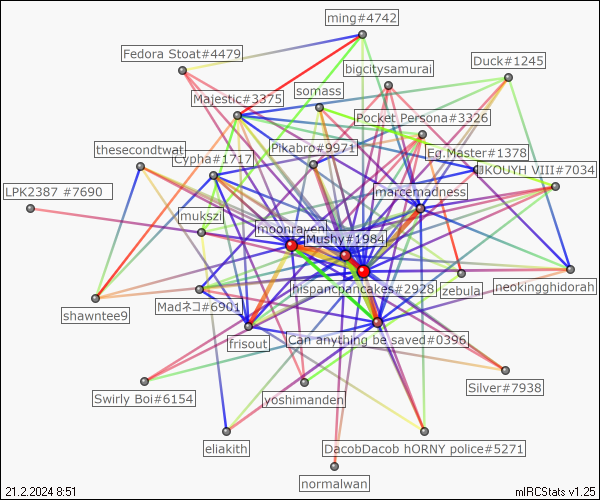 ming#4742
Fedora Stoat#4479
Duck#1245
bigcitysamurai
somass
Majestic#3375
Pocket Persona#3326
thesecondtwat
Pikabro#9971
Eg.Master#1378
Cypha#1717
KOUYH VIII#7034
LPK2387 #7690
marcemadness
mukszi
moonraven
Mushy#1984
hispancpancakes#2928
zebula
neokingghidorah
Madネコ#6901
shawntee9
frisout
Can anything be saved#0396
Swirly Boi#6154
Silver#7938
yoshimanden
eliakith
DacobDacob hORNY police#5271
normalwan
21.2.2024 8:51
mIRCStats v1.25